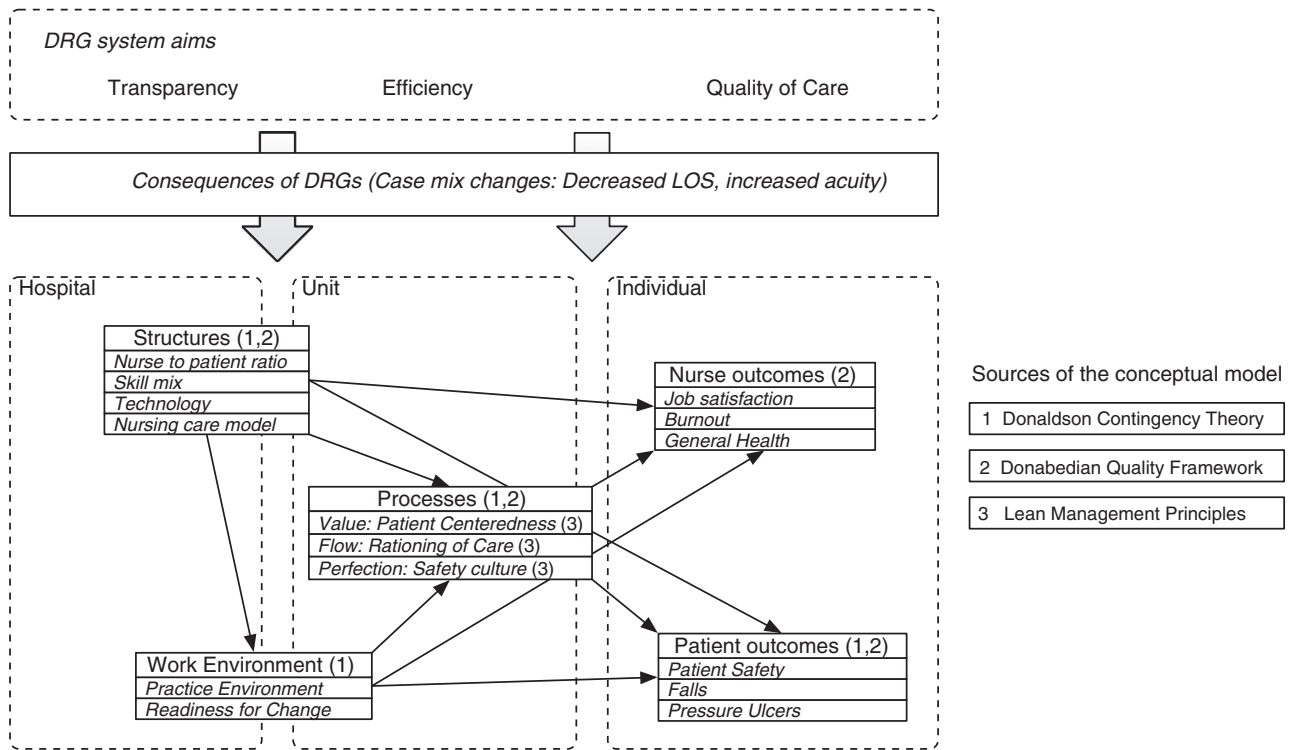 DRG system aims
Transparency Efficiency Quality of Care
Consequences of DRGs (Case mix changes: Decreased LOS, increased acuity)
Hospital
Unit
Individual
Structures (1,2)
Nurse to patient ratio
Skill mix
Technology
Nursing care model
Nurse outcomes (2)
Job satisfaction
Burnout
General Health
Processes (1,2)
Value: Patient Centeredness (3)
Flow: Rationing of Care (3)
Perfection: Safety culture (3)
Work Environment (1)
Practice Environment
Readiness for Change
Patient outcomes (1,2)
Patient Safety
Falls
Pressure Ulcers
Sources of the conceptual model
1 Donaldson Contingency Theory
2 Donabedian Quality Framework
3 Lean Management Principles